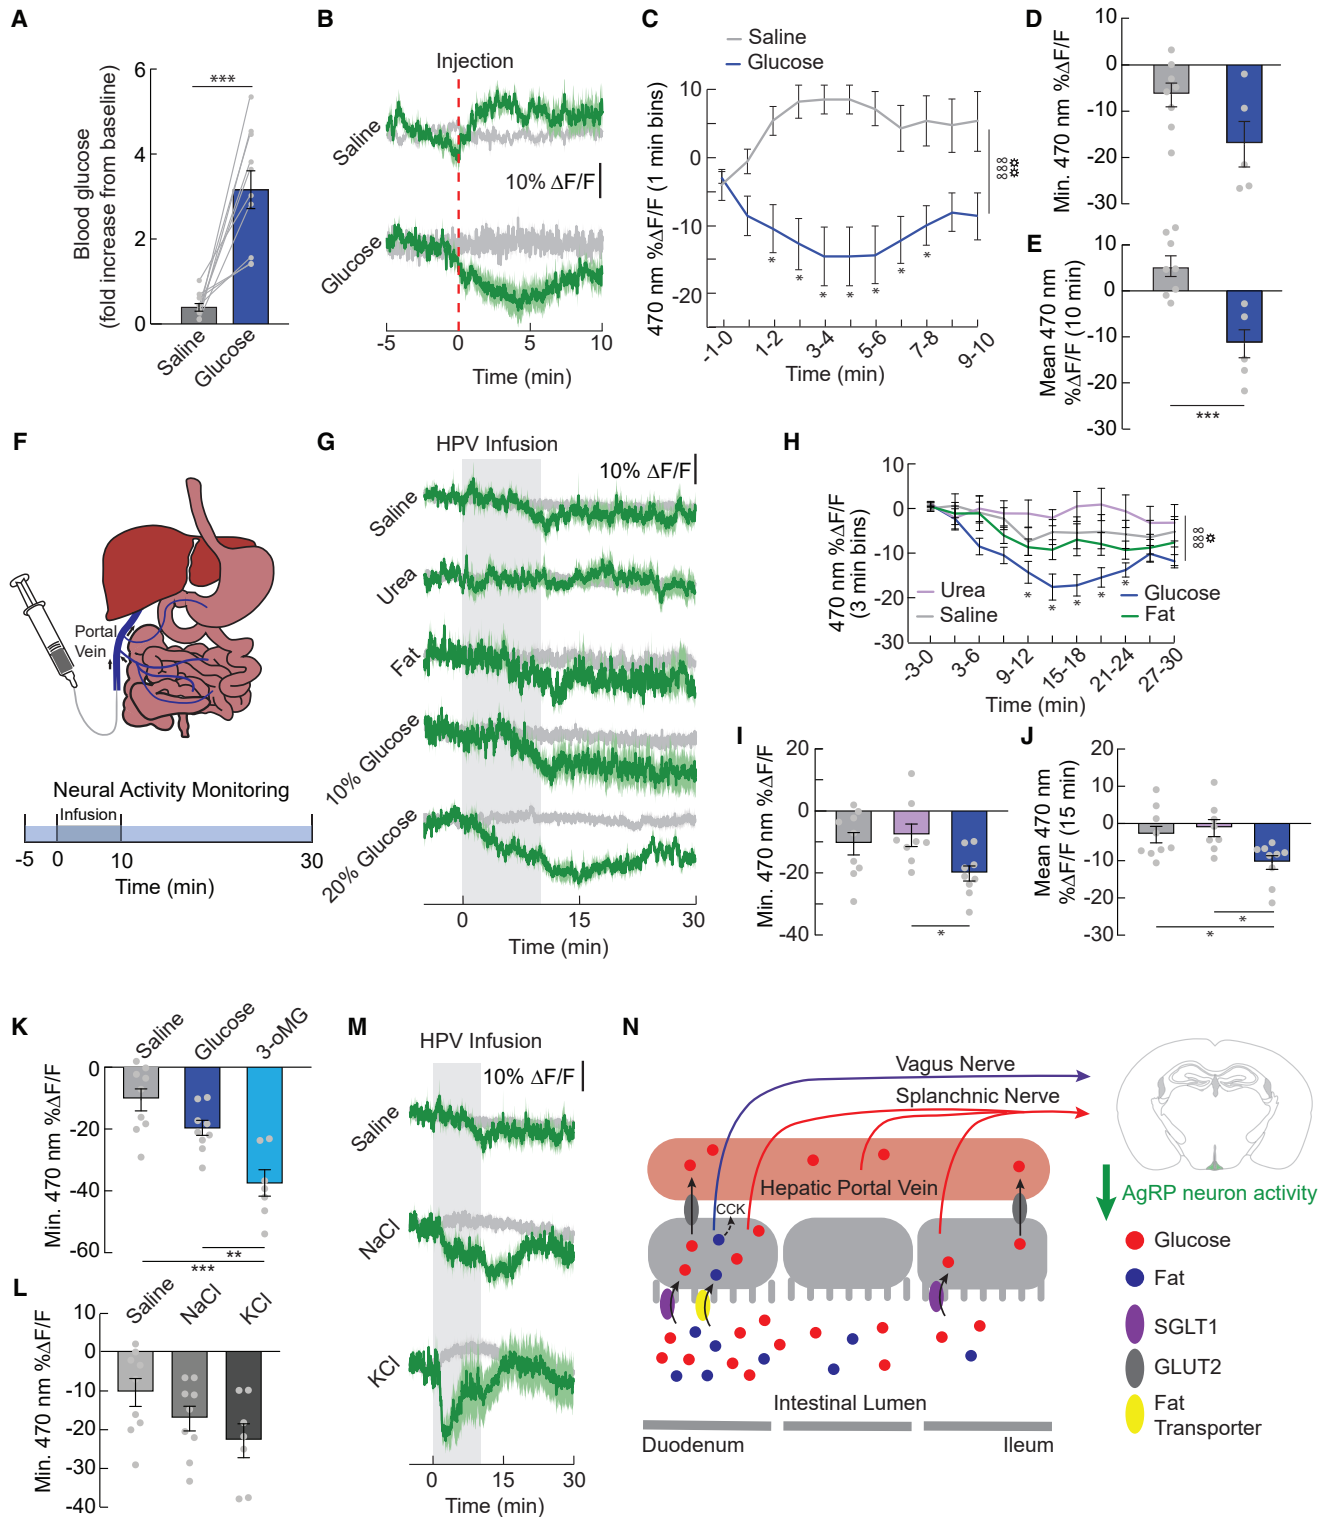 A
Blood glucose
(fold increase from baseline)
6
4
2
0
***
Saline
Glucose
B
Injection
Saline
10% ΔF/F
Glucose
-5
0
5
10
Time (min)
C
Saline
Glucose
470 nm %ΔF/F (1 min bins)
10
0
-10
-20
* * * * * * *
∞∞∞
✡✡
-1-0
1-2
3-4
5-6
7-8
9-10
Time (min)
D
Min. 470 nm %ΔF/F
10
0
-10
-20
-30
E
Mean 470 nm
%ΔF/F (10 min)
10
0
-10
-20
-30
***
F
Portal
Vein
Neural Activity Monitoring
Infusion
-5
0
10
30
Time (min)
G
HPV Infusion
10% ΔF/F
Saline
Urea
Fat
10% Glucose
20% Glucose
0
15
30
Time (min)
H
470 nm %ΔF/F
(3 min bins)
10
0
-10
-20
-30
Urea
Saline
Glucose
Fat
* * * * *
∞∞∞
✡
-3-0
3-6
9-12
15-18
21-24
27-30
Time (min)
I
Min. 470 nm %ΔF/F
20
0
-20
-40
*
J
Mean 470 nm
%ΔF/F (15 min)
20
10
0
-10
-20
-30
*
*
K
Saline
Glucose
3-oMG
Min. 470 nm %ΔF/F
0
-20
-40
-60
**
***
L
Saline
NaCl
KCl
Min. 470 nm %ΔF/F
10
0
-10
-20
-30
-40
M
HPV Infusion
10% ΔF/F
Saline
NaCl
KCl
0
15
30
Time (min)
N
Vagus Nerve
Splanchnic Nerve
Hepatic Portal Vein
CCK
Intestinal Lumen
Duodenum
Ileum
AgRP neuron activity
Glucose
Fat
SGLT1
GLUT2
Fat
Transporter